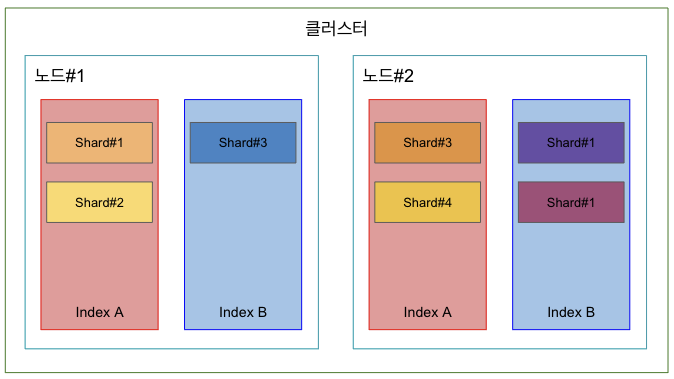 클러스터
노드#1
Shard#1
Shard#2
Index A
Shard#3
Index B
노드#2
Shard#3
Shard#4
Index A
Shard#1
Shard#1
Index B